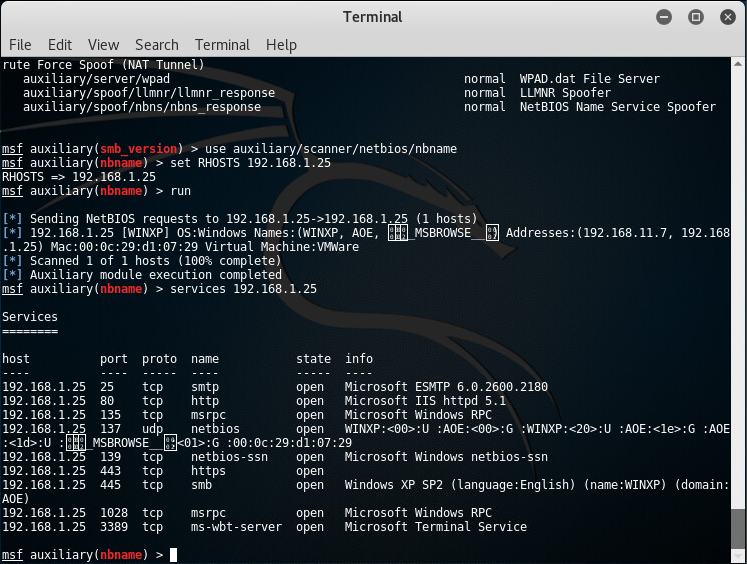 Terminal
File Edit View Search Terminal Help
rute Force Spoof (NAT Tunnel)
auxiliary/server/wpad normal WPAD.dat File Server
auxiliary/spoof/llmnr/llmnr_response normal LLMNR Spoofer
auxiliary/spoof/nbns/nbns_response normal NetBIOS Name Service Spoofer
msf auxiliary(smb_version) > use auxiliary/scanner/netbios/nbname
msf auxiliary(nbname) > set RHOSTS 192.168.1.25
RHOSTS => 192.168.1.25
msf auxiliary(nbname) > run
[*] Sending NetBIOS requests to 192.168.1.25->192.168.1.25 (1 hosts)
[*] 192.168.1.25 [WINXP] OS:Windows Names:(WINXP, AOE, __MSBROWSE__ Addresses:(192.168.11.7, 192.168
.1.25) Mac:00:0c:29:d1:07:29 Virtual Machine:VMWare
[*] Scanned 1 of 1 hosts (100% complete)
[*] Auxiliary module execution completed
msf auxiliary(nbname) > services 192.168.1.25
Services
========
host port proto name state info
---- ---- ----- ---- ----- ----
192.168.1.25 25 tcp smtp open Microsoft ESMTP 6.0.2600.2180
192.168.1.25 80 tcp http open Microsoft IIS httpd 5.1
192.168.1.25 135 tcp msrpc open Microsoft Windows RPC
192.168.1.25 137 udp netbios open WINXP:<00>:U :AOE:<00>:G :WINXP:<20>:U :AOE:<1e>:G :AOE
:<1d>:U :__MSBROWSE__<01>:G :00:0c:29:d1:07:29
192.168.1.25 139 tcp netbios-ssn open Microsoft Windows netbios-ssn
192.168.1.25 443 tcp https open
192.168.1.25 445 tcp smb open Windows XP SP2 (language:English) (name:WINXP) (domain:
AOE)
192.168.1.25 1028 tcp msrpc open Microsoft Windows RPC
192.168.1.25 3389 tcp ms-wbt-server open Microsoft Terminal Service
msf auxiliary(nbname) >